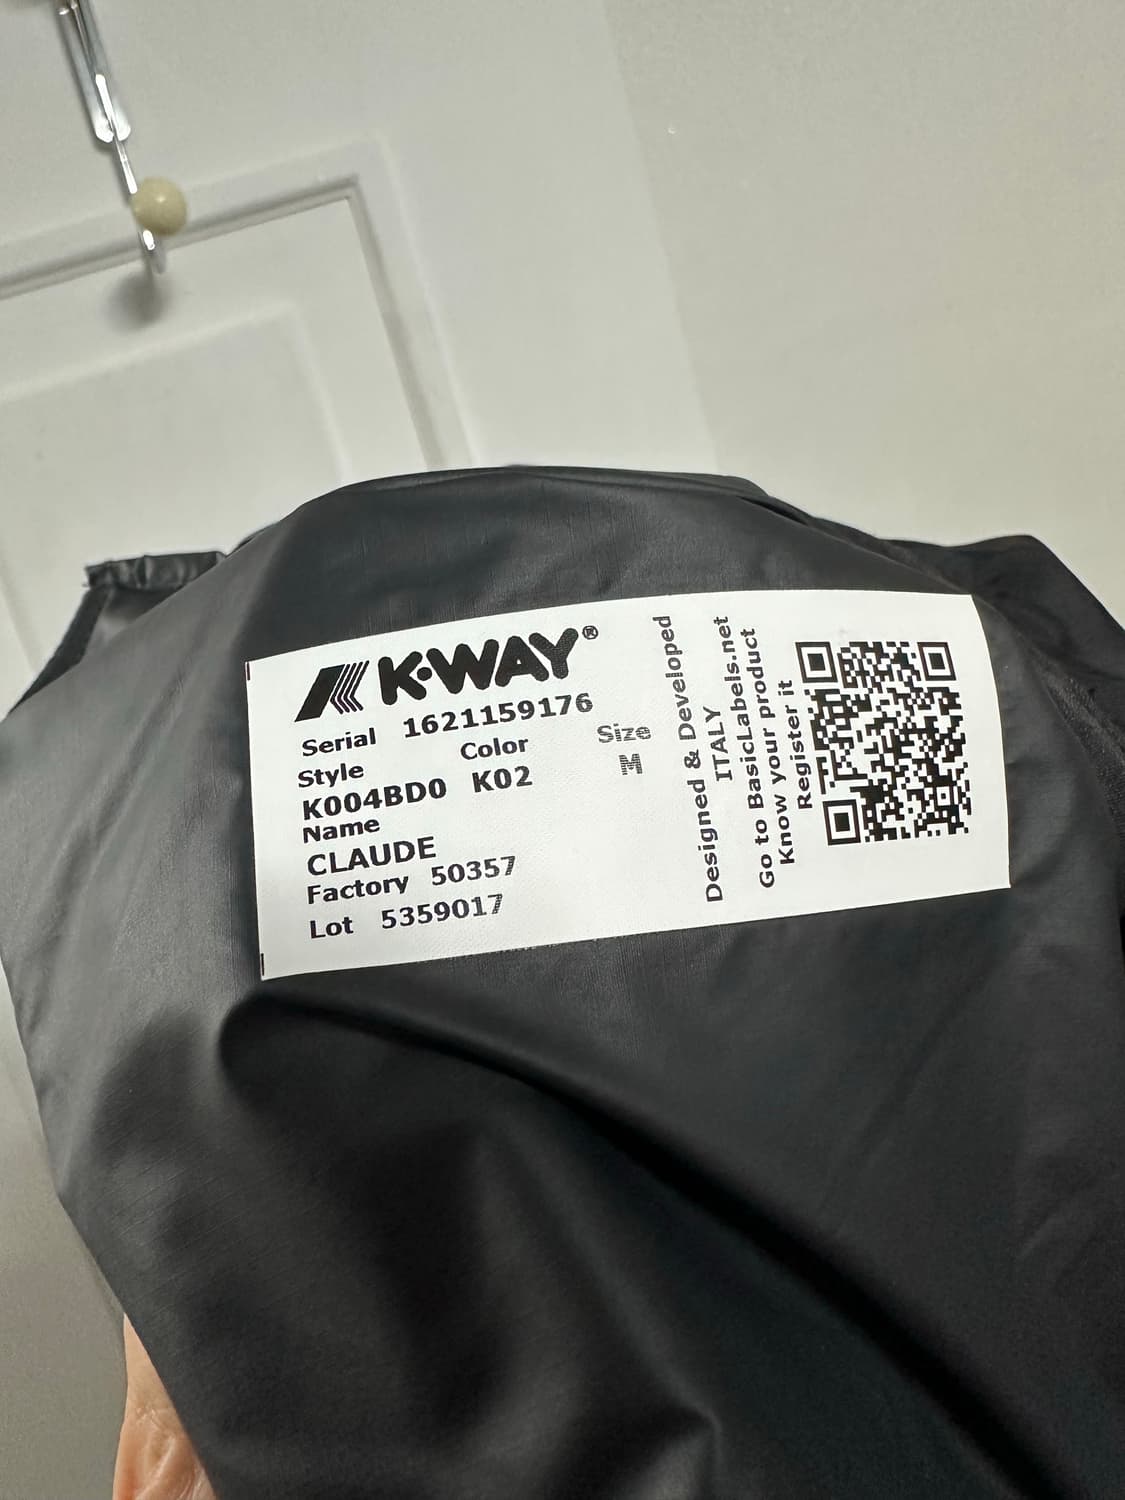 K·WAY®
Serial 1621159176
Style Color Size
K004BD0 K02 M
Name
CLAUDE
Factory 50357
Lot 5359017
Designed & Developed
ITALY
Go to BasicLabels.net
Know your product
Register it